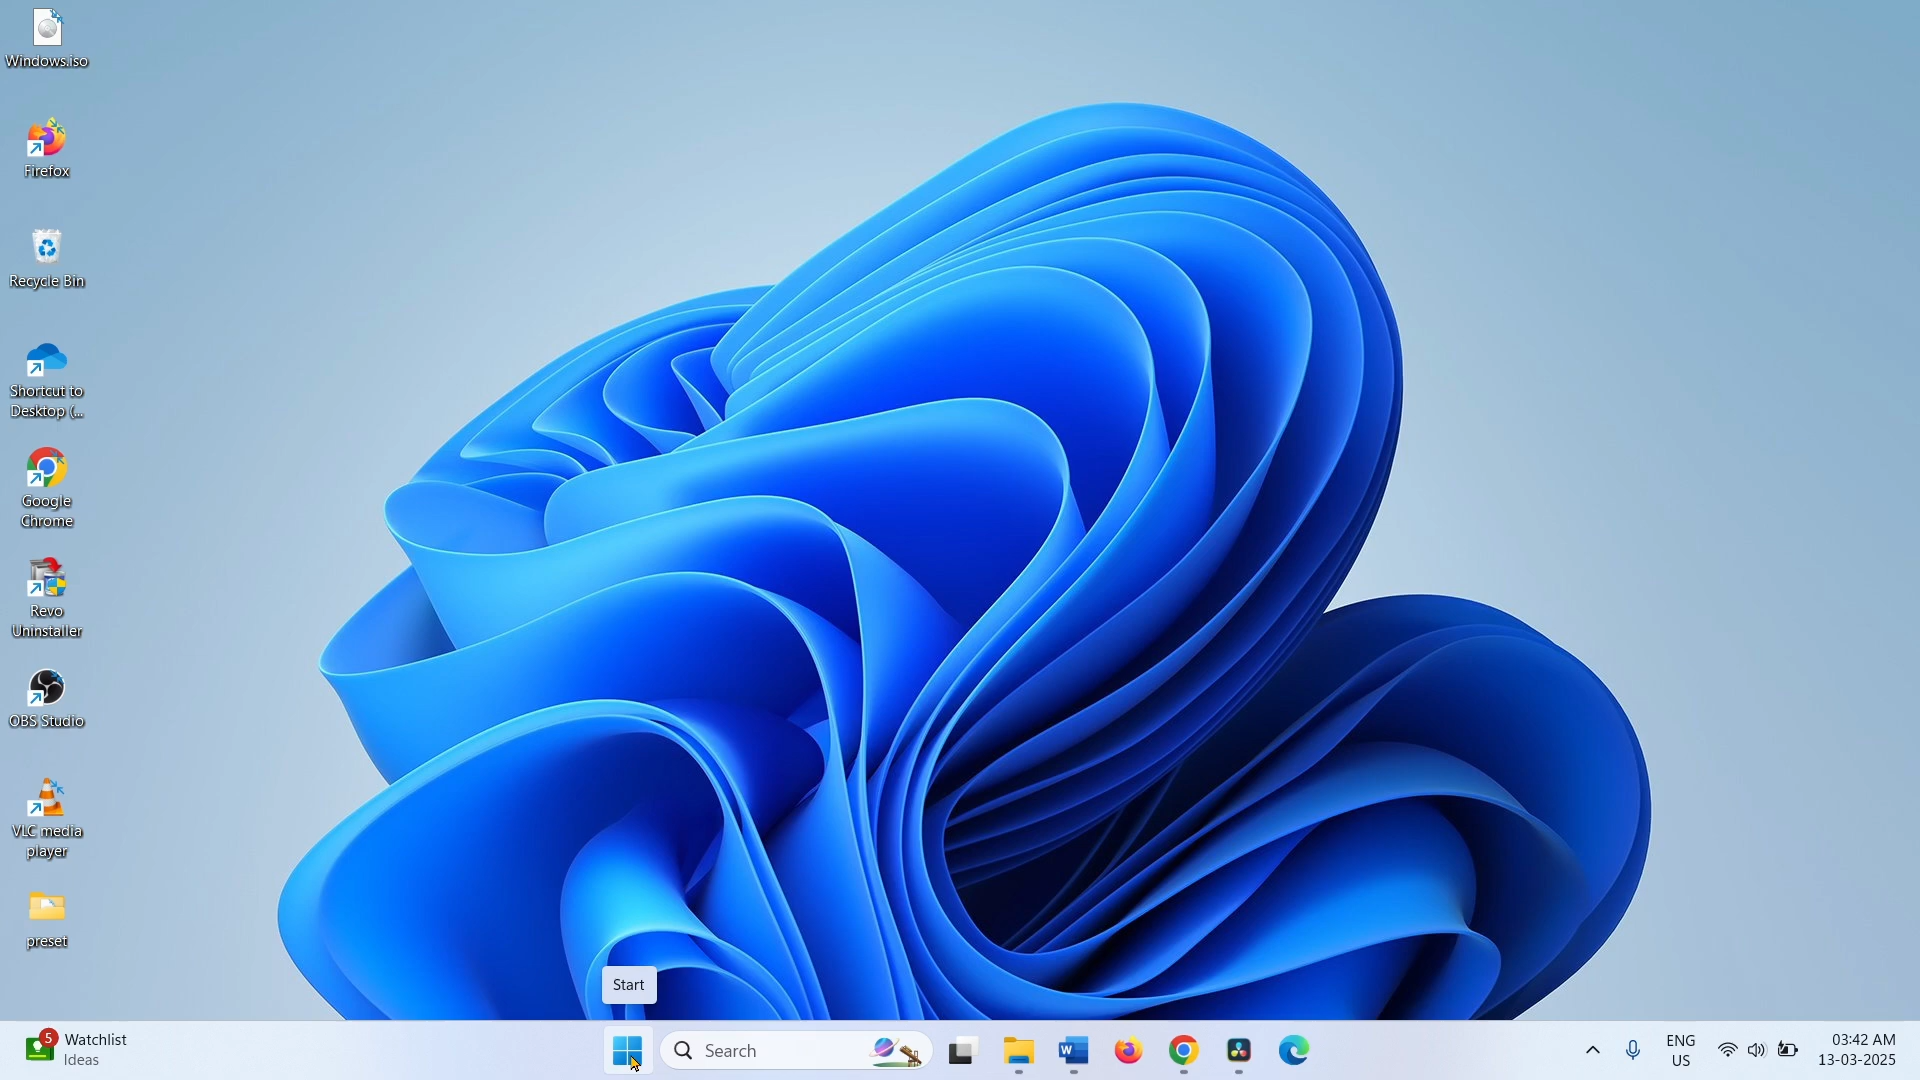 Windows.iso
Firefox
Recycle Bin
Shortcut to
Desktop (...
Google
Chrome
Revo
Uninstaller
OBS Studio
VLC media
player
preset
Start
5
Watchlist
Ideas
Search
W
ENG
US
03:42 AM
13-03-2025